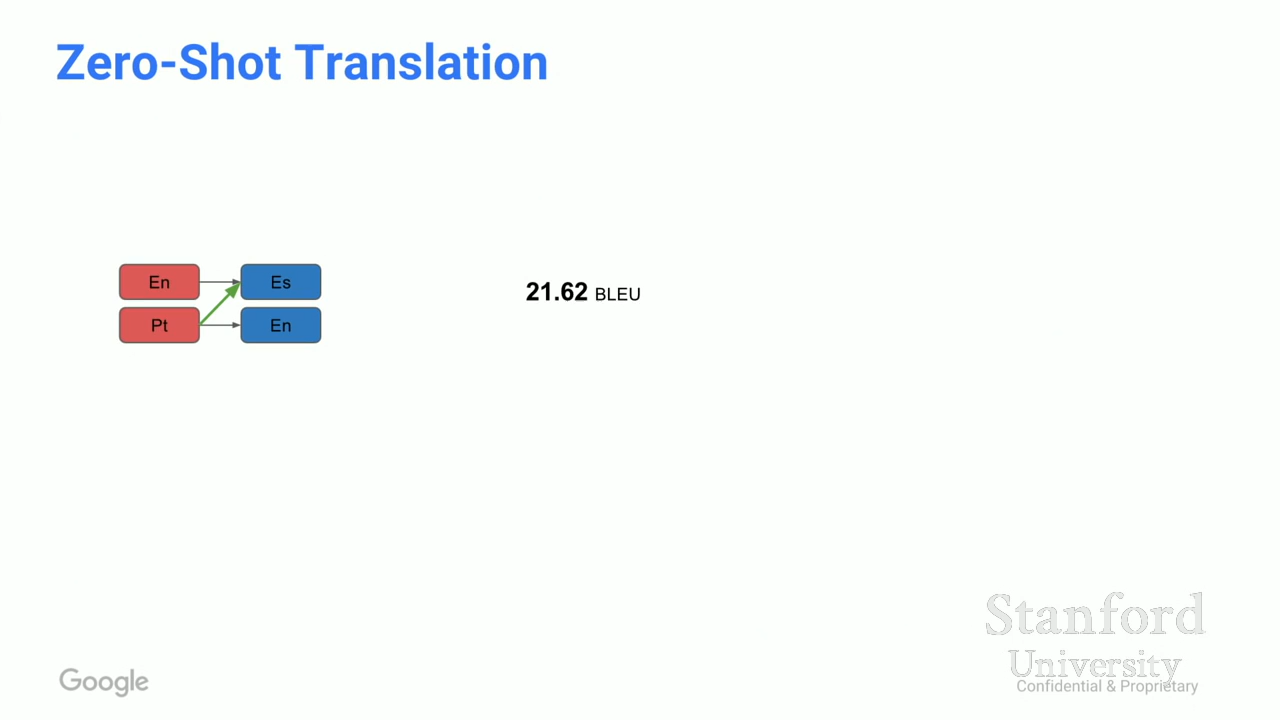 Zero-Shot Translation
En
Es
21.62 BLEU
Pt
En
Stanford
University
Google
Confidential & Proprietary